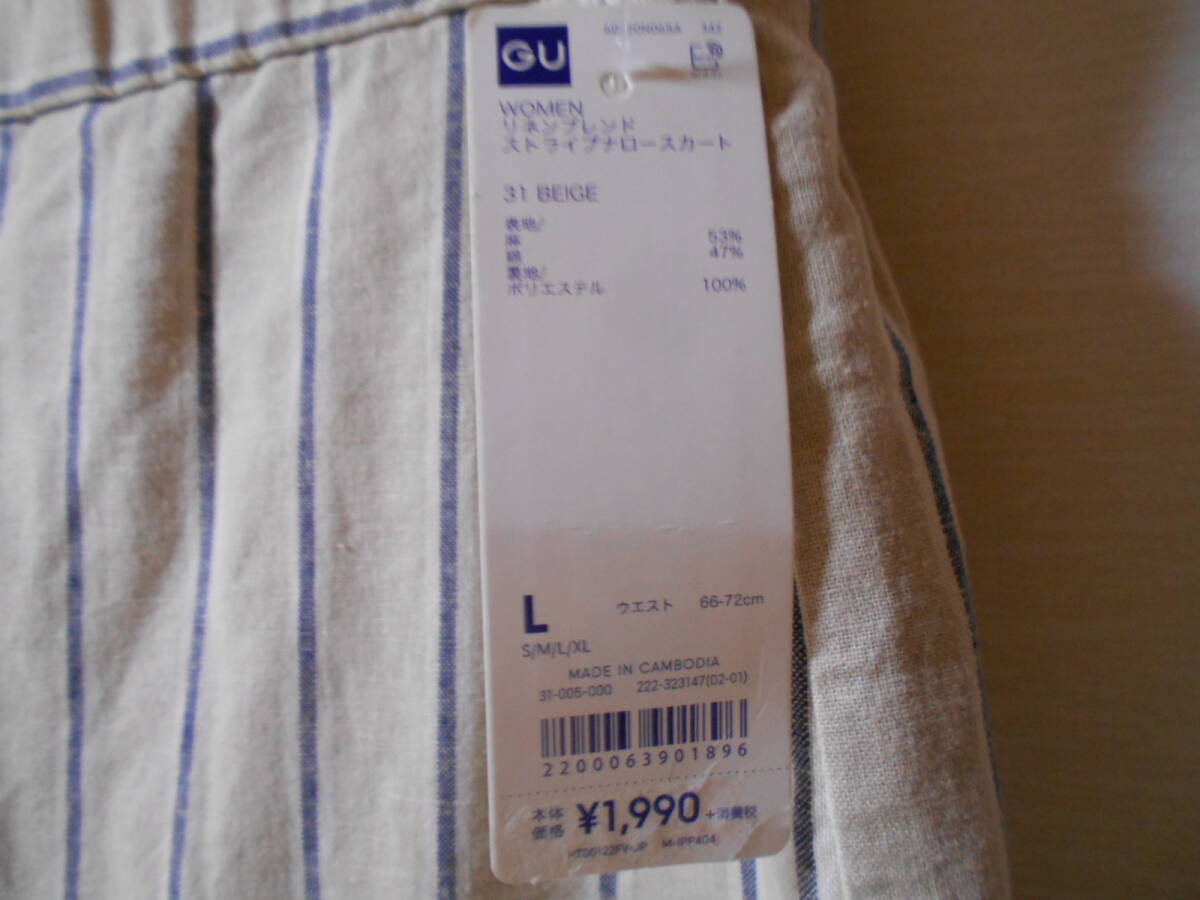 GU
342
WOMEN
リネンブレンド
ストライプナロースカート
31 BEIGE
表地/
麻 53%
綿 47%
裏地/
ポリエステル 100%
L ウエスト 66-72cm
S/M/L/XL
MADE IN CAMBODIA
31-005-000 222-323147(02-01)
2200063901896
本体
価格 ¥1,990 +消費税